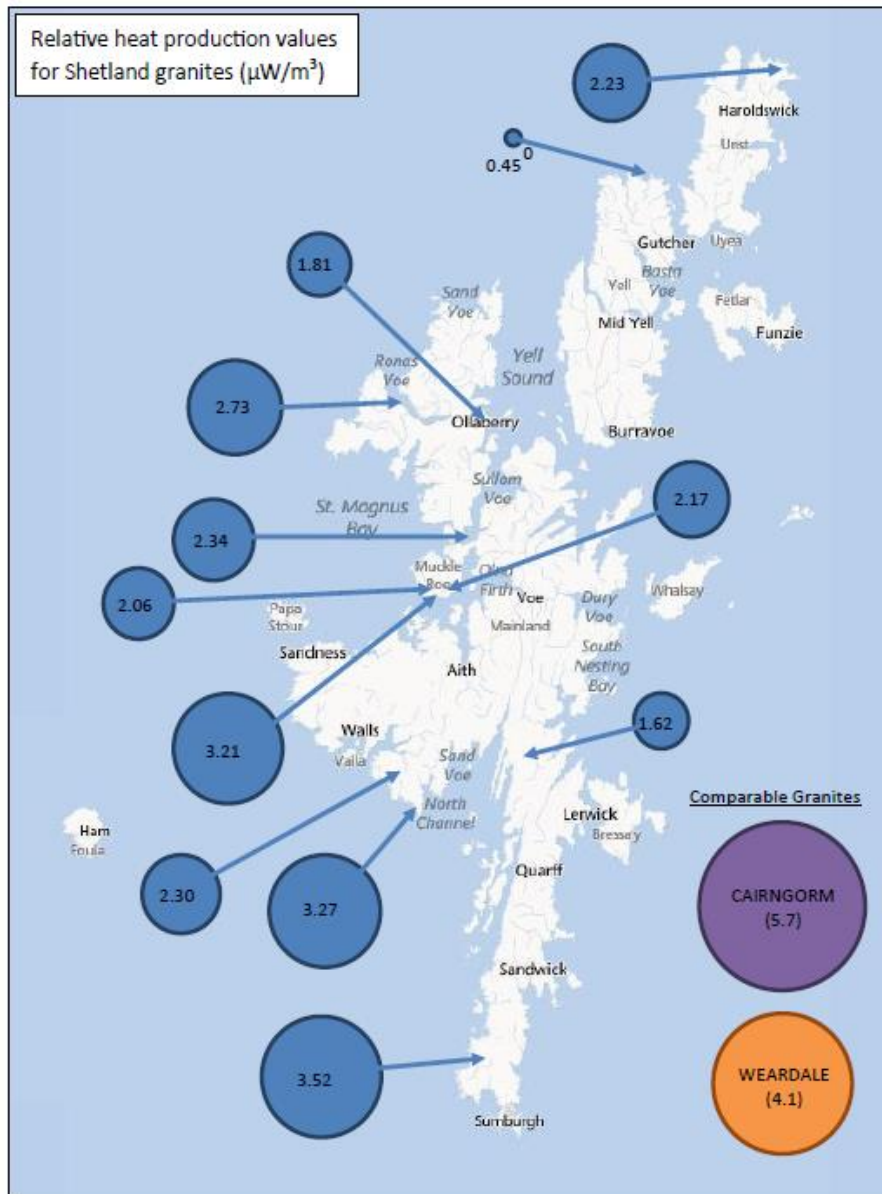 Relative heat production values
for Shetland granites (µW/m³)
2.23
Haroldswick
Unst
0.45
0
Gutcher
Uyea
1.81
Basta
Voe
Yell
Sand
Voe
Fetlar
Mid Yell
Funzie
Yell
Sound
Ronas
Voe
2.73
Ollaberry
Burravoe
Sullom
Voe
2.17
St. Magnus
Bay
2.34
Muckle
Roe
Olna
Firth
Voe
Dury
Voe
Whalsay
2.06
Papa
Stour
Mainland
Sandness
South
Nesting
Bay
Aith
1.62
Walls
3.21
Vaila
Sand
Voe
North
Channel
Comparable Granites
Lerwick
Bressay
Ham
Foula
Quarff
2.30
3.27
CAIRNGORM
(5.7)
Sandwick
3.52
WEARDALE
(4.1)
Sumburgh